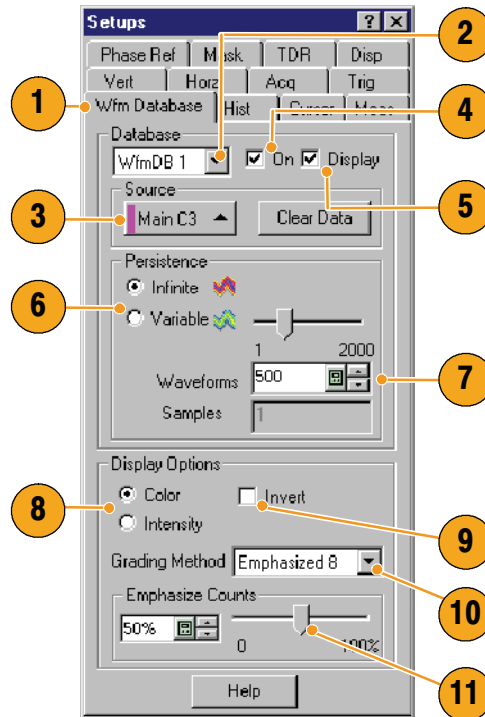 Setups ? ×
Phase Ref Mask TDR Disp
Vert Horz Acq Trig
Wfm Database Hist Cursor Meas
Database
WfmDB 1 On Display
Source
Main C3 Clear Data
Persistence
Infinite
Variable
1 2000
Waveforms 500
Samples 1
Display Options
Color Invert
Intensity
Grading Method Emphasized 8
Emphasize Counts
50%
0 100%
Help
1
2
3
4
5
6
7
8
9
10
11